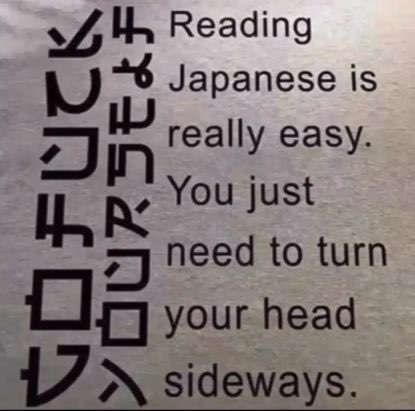 GO FUCK
YOURSELF
Reading
Japanese is
really easy.
You just
need to turn
your head
sideways.